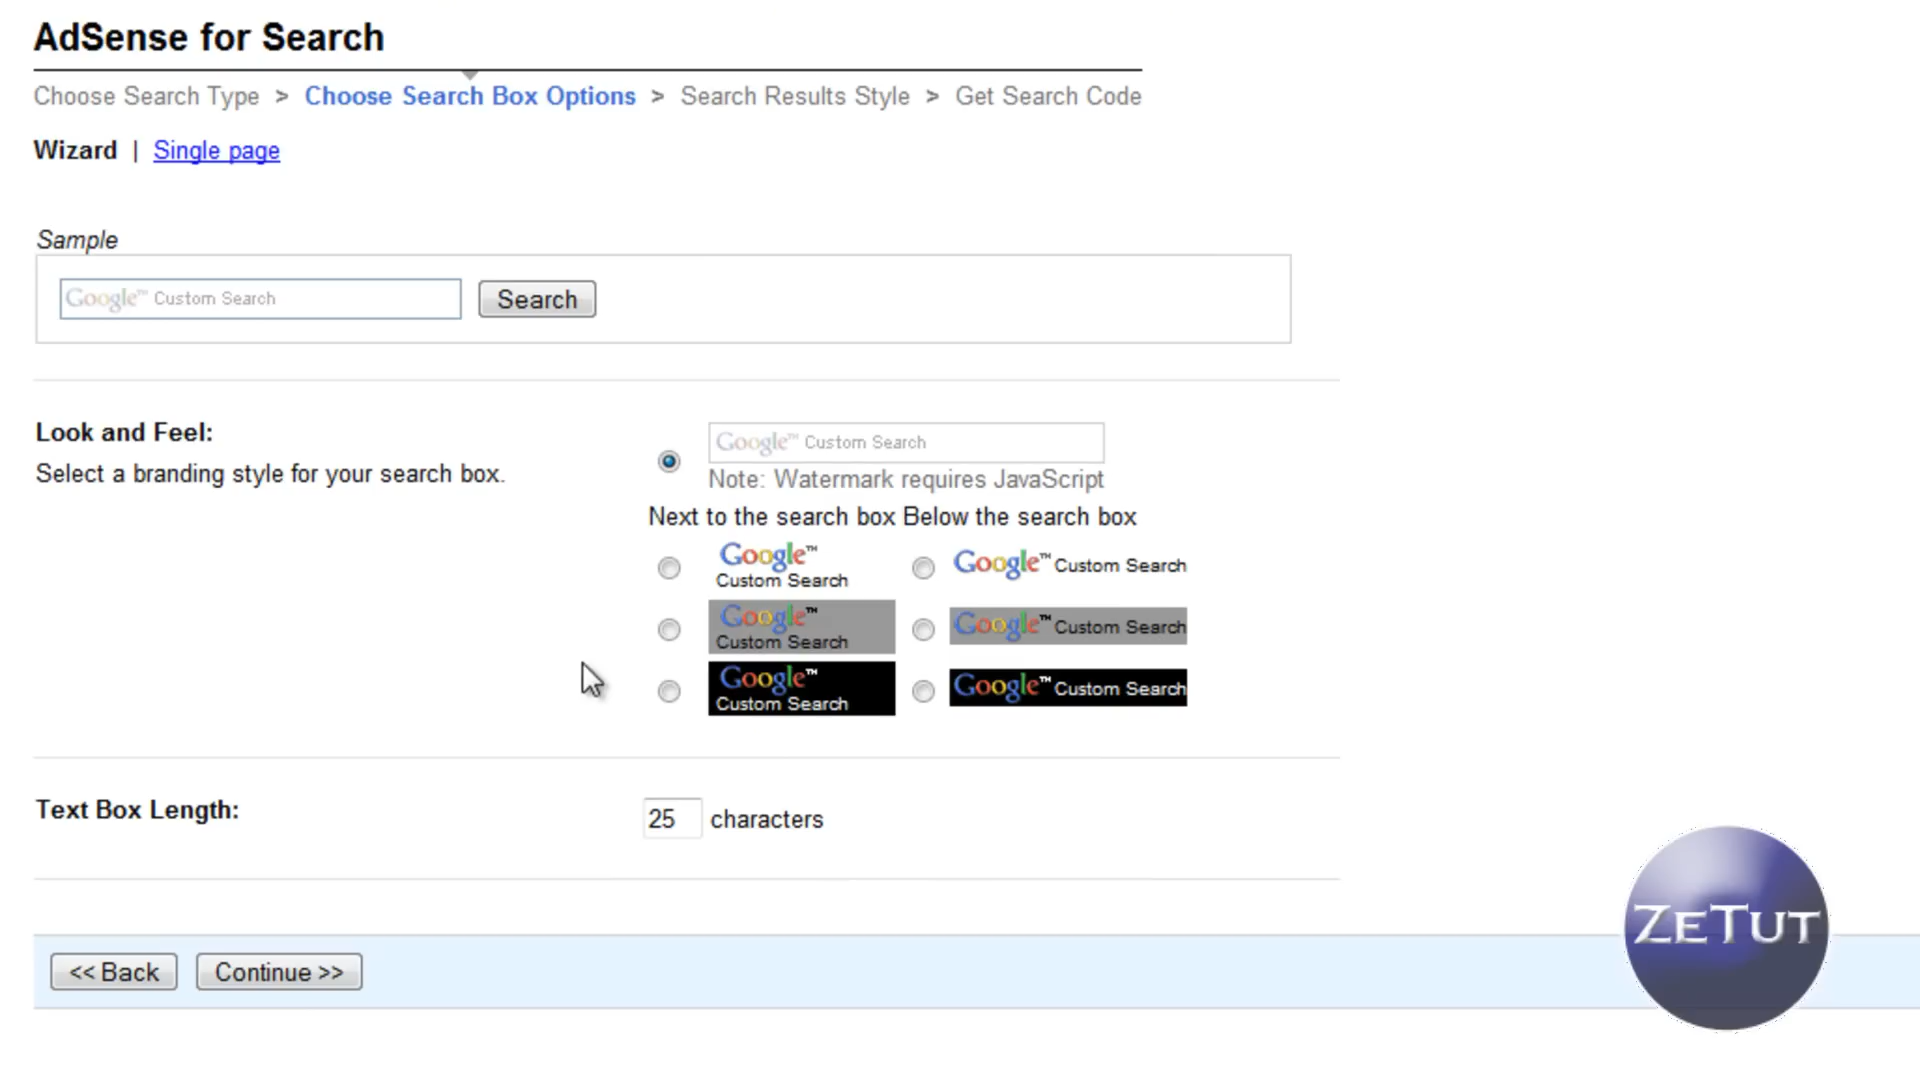 AdSense for Search
Choose Search Type > Choose Search Box Options > Search Results Style > Get Search Code
Wizard | Single page
Sample
Google™ Custom Search Search
Look and Feel:
Select a branding style for your search box.
Google™ Custom Search
Note: Watermark requires JavaScript
Next to the search box Below the search box
Google™
Custom Search
Google™ Custom Search
Google™
Custom Search
Google™ Custom Search
Google™
Custom Search
Google™ Custom Search
Text Box Length:
25 characters
<< Back Continue >>
ZETUT